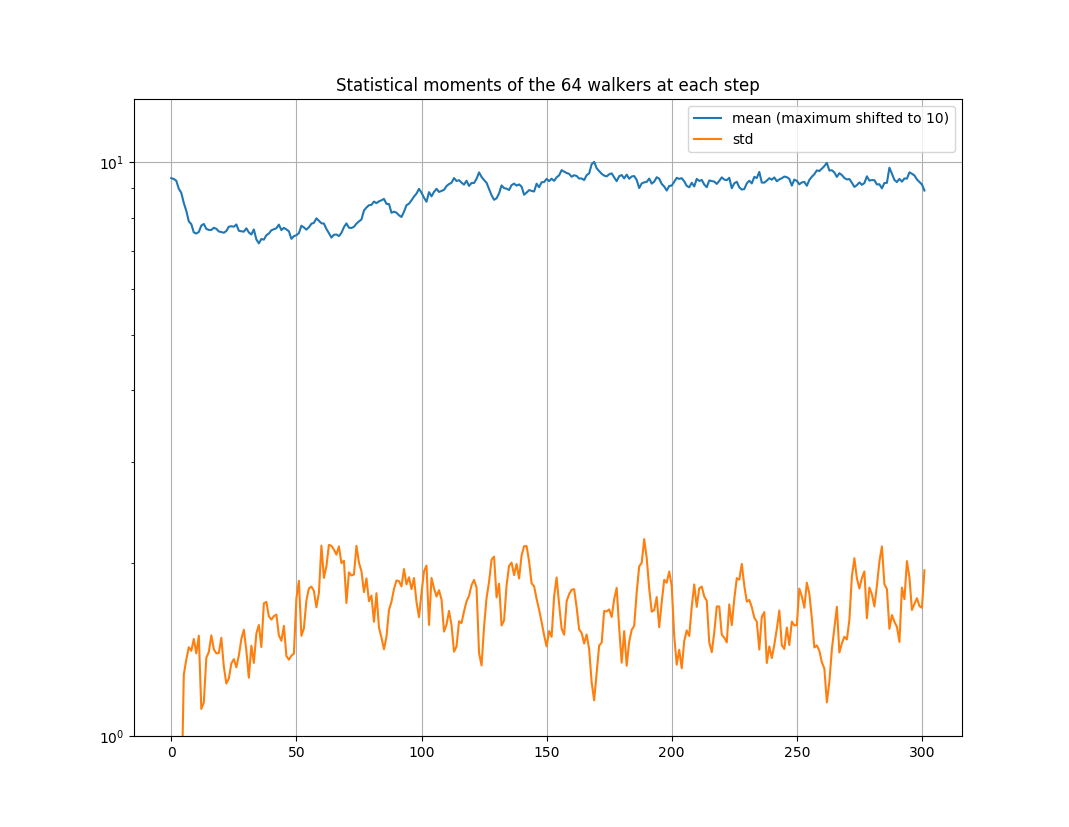 Statistical moments of the 64 walkers at each step
mean (maximum shifted to 10)
std
10¹
10⁰
0 50 100 150 200 250 300